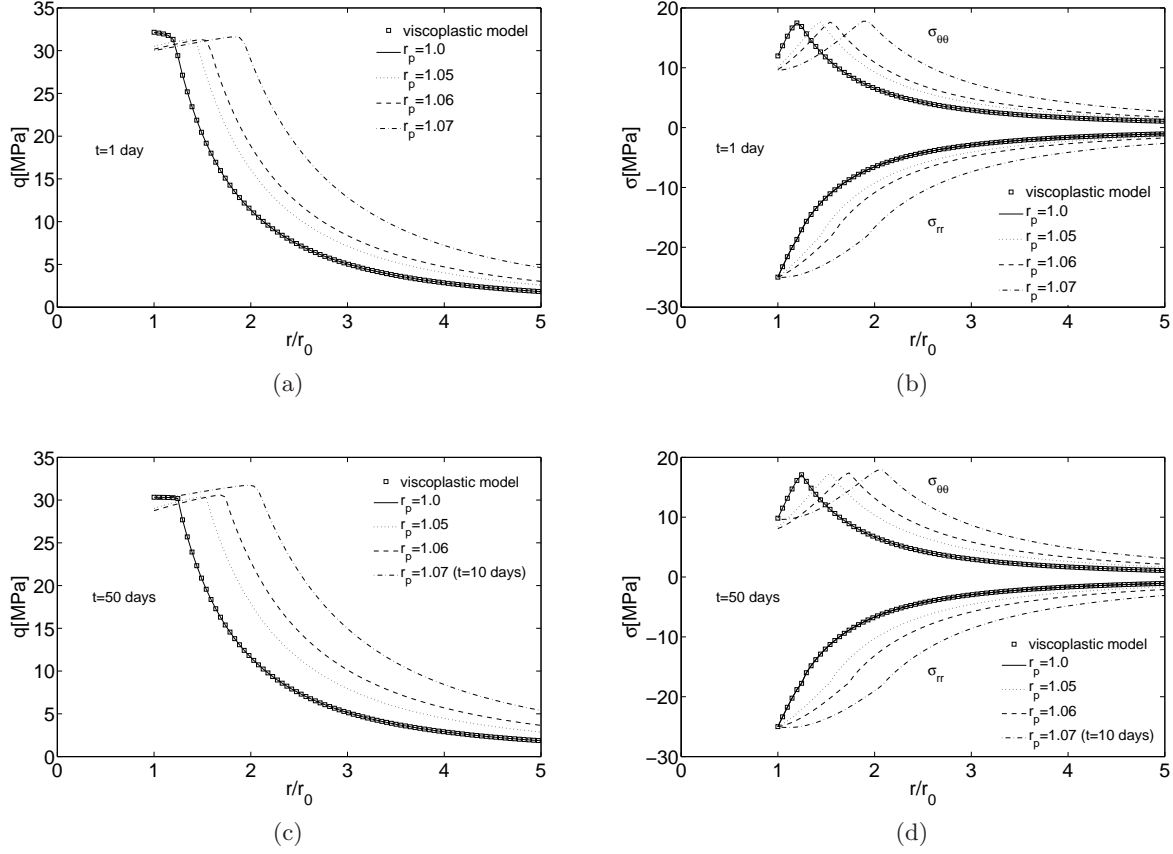 35
30
25
20
15
10
5
0
q[MPa]
0 1 2 3 4 5
r/r0
t=1 day
viscoplastic model
rp=1.0
rp=1.05
rp=1.06
rp=1.07
(a)
20
10
0
−10
−20
−30
σ[MPa]
0 1 2 3 4 5
r/r0
t=1 day
σθθ
σrr
viscoplastic model
rp=1.0
rp=1.05
rp=1.06
rp=1.07
(b)
35
30
25
20
15
10
5
0
q[MPa]
0 1 2 3 4 5
r/r0
t=50 days
viscoplastic model
rp=1.0
rp=1.05
rp=1.06
rp=1.07 (t=10 days)
(c)
20
10
0
−10
−20
−30
σ[MPa]
0 1 2 3 4 5
r/r0
t=50 days
σθθ
σrr
viscoplastic model
rp=1.0
rp=1.05
rp=1.06
rp=1.07 (t=10 days)
(d)